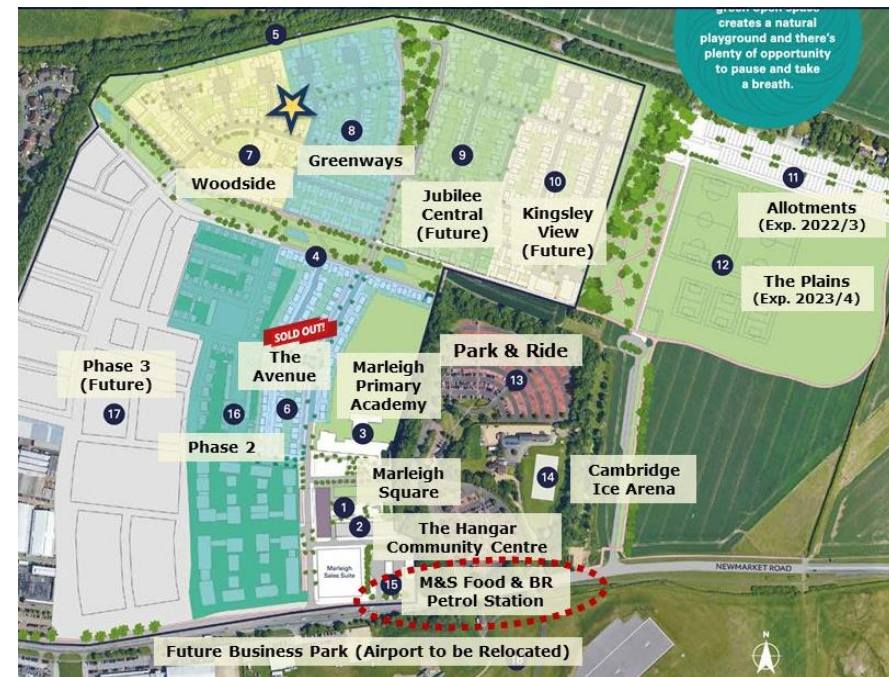 green open space
creates a natural
playground and there's
plenty of opportunity
to pause and take
a breath.
5
8
Greenways
7
Woodside
9
Jubilee
Central
(Future)
10
Kingsley
View
(Future)
11
Allotments
(Exp. 2022/3)
12
The Plains
(Exp. 2023/4)
4
SOLD OUT!
The
Avenue
6
Phase 3
(Future)
17
16
Phase 2
Marleigh
Primary
Academy
3
Park & Ride
13
Marleigh
Square
1
2
The Hangar
Community Centre
14
Cambridge
Ice Arena
Marleigh
Sales Suite
15
M&S Food & BR
Petrol Station
NEWMARKET ROAD
Future Business Park (Airport to be Relocated)
18
N